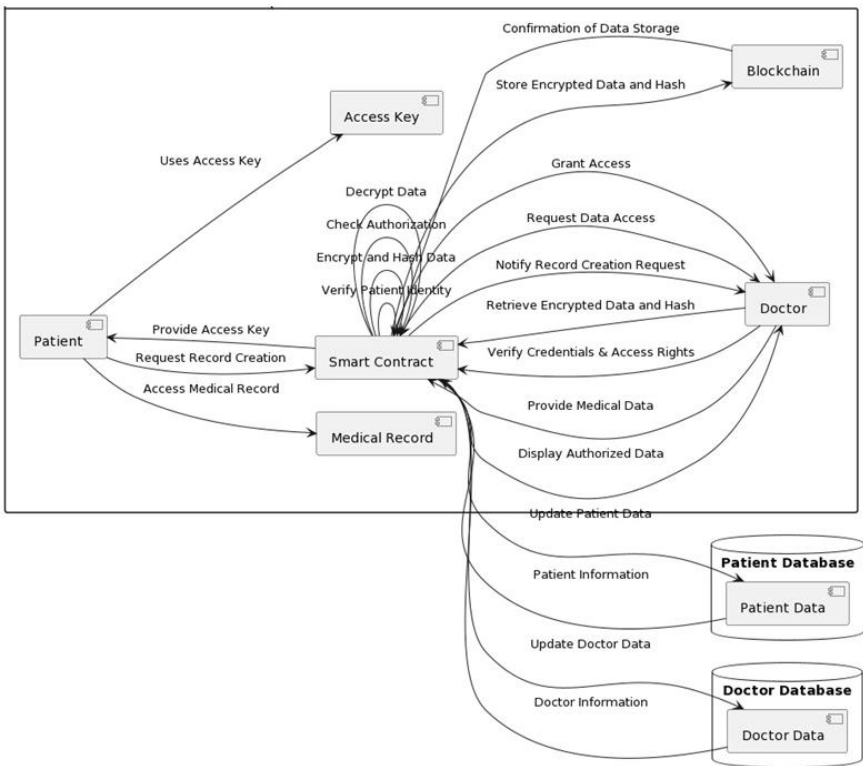 Confirmation of Data Storage
Blockchain
Store Encrypted Data and Hash
Access Key
Uses Access Key
Grant Access
Decrypt Data
Request Data Access
Check Authorization
Encrypt and Hash Data
Notify Record Creation Request
Verify Patient Identity
Retrieve Encrypted Data and Hash
Doctor
Patient
Provide Access Key
Smart Contract
Request Record Creation
Verify Credentials & Access Rights
Access Medical Record
Provide Medical Data
Medical Record
Display Authorized Data
Update Patient Data
Patient Database
Patient Information
Patient Data
Update Doctor Data
Doctor Database
Doctor Information
Doctor Data